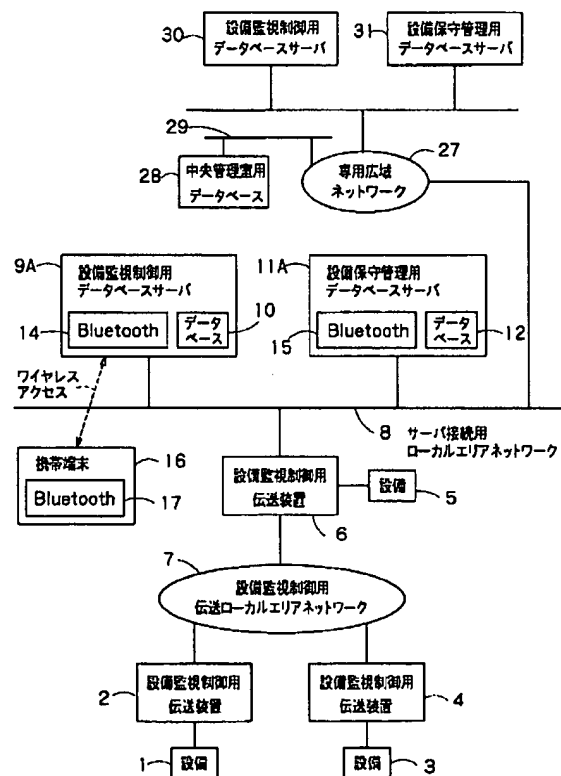 30
設備監視制御用
データベースサーバ
31
設備保守管理用
データベースサーバ
29
27
28
中央管理室用
データベース
専用広域
ネットワーク
9A
設備監視制御用
データベースサーバ
14
Bluetooth
データ
ベース
10
11A
設備保守管理用
データベースサーバ
15
Bluetooth
データ
ベース
12
ワイヤレス
アクセス
8
サーバ接続用
ローカルエリアネットワーク
携帯端末
16
Bluetooth
17
設備監視制御用
伝送装置
6
設備
5
7
設備監視制御用
伝送ローカルエリアネットワーク
2
設備監視制御用
伝送装置
設備監視制御用
伝送装置
4
1
設備
設備
3